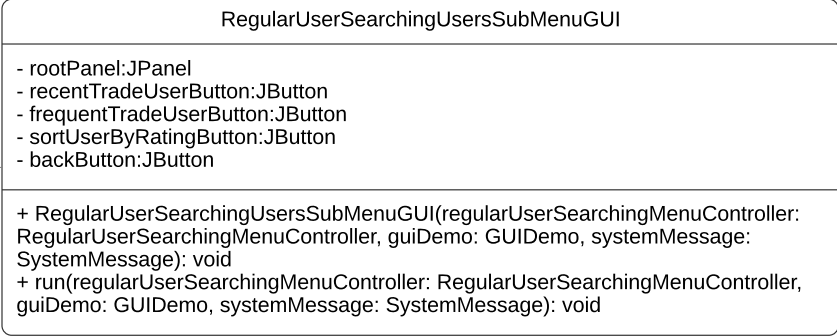 RegularUserSearchingUsersSubMenuGUI
- rootPanel:JPanel
- recentTradeUserButton:JButton
- frequentTradeUserButton:JButton
- sortUserByRatingButton:JButton
- backButton:JButton
+ RegularUserSearchingUsersSubMenuGUI(regularUserSearchingMenuController:
RegularUserSearchingMenuController, guiDemo: GUIDemo, systemMessage:
SystemMessage): void
+ run(regularUserSearchingMenuController: RegularUserSearchingMenuController,
guiDemo: GUIDemo, systemMessage: SystemMessage): void